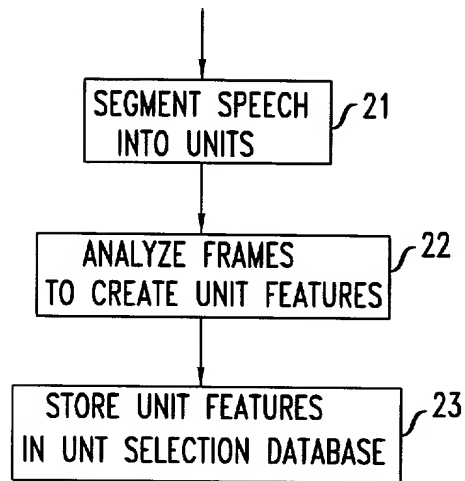 SEGMENT SPEECH
INTO UNITS
21
ANALYZE FRAMES
TO CREATE UNIT FEATURES
22
STORE UNIT FEATURES
IN UNT SELECTION DATABASE
23